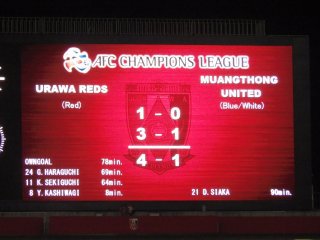 AFC CHAMPIONS LEAGUE
URAWA REDS
(Red)
MUANGTHONG
UNITED
(Blue/White)
1 - 0
3 - 1
4 - 1
OWNGOAL 78min.
24 G.HARAGUCHI 69min.
11 K.SEKIGUCHI 64min.
8 Y.KASHIWAGI 8min.
21 D.SIAKA 90min.